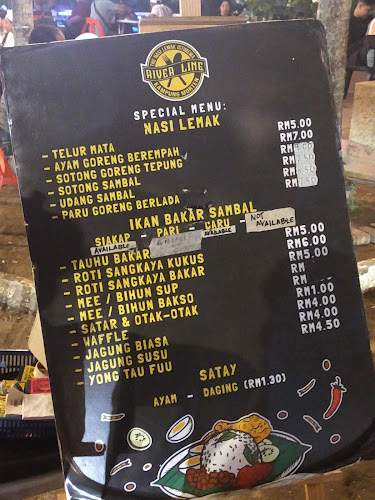 RIVER LINE
KAMPUNG MORTEN
SPECIAL MENU:
NASI LEMAK
- TELUR MATA RM5.00
- AYAM GORENG BEREMPAH RM7.00
- SOTONG GORENG TEPUNG
- SOTONG SAMBAL
- UDANG SAMBAL
- PARU GORENG BERLADA
IKAN BAKAR SAMBAL
SIAKAP - PARI - CARU - NOT AVAILABLE
AVAILABLE AVAILABLE
- TAUHU BAKAR RM5.00
- ROTI SANGKAYA KUKUS RM6.00
- ROTI SANGKAYA BAKAR RM5.00
- MEE / BIHUN SUP RM
- MEE / BIHUN BAKSO RM
- SATAR & OTAK-OTAK RM1.00
- WAFFLE RM4.00
- JAGUNG BIASA RM4.00
- JAGUNG SUSU RM4.50
- YONG TAU FUU
SATAY
AYAM - DAGING (RM1.30)